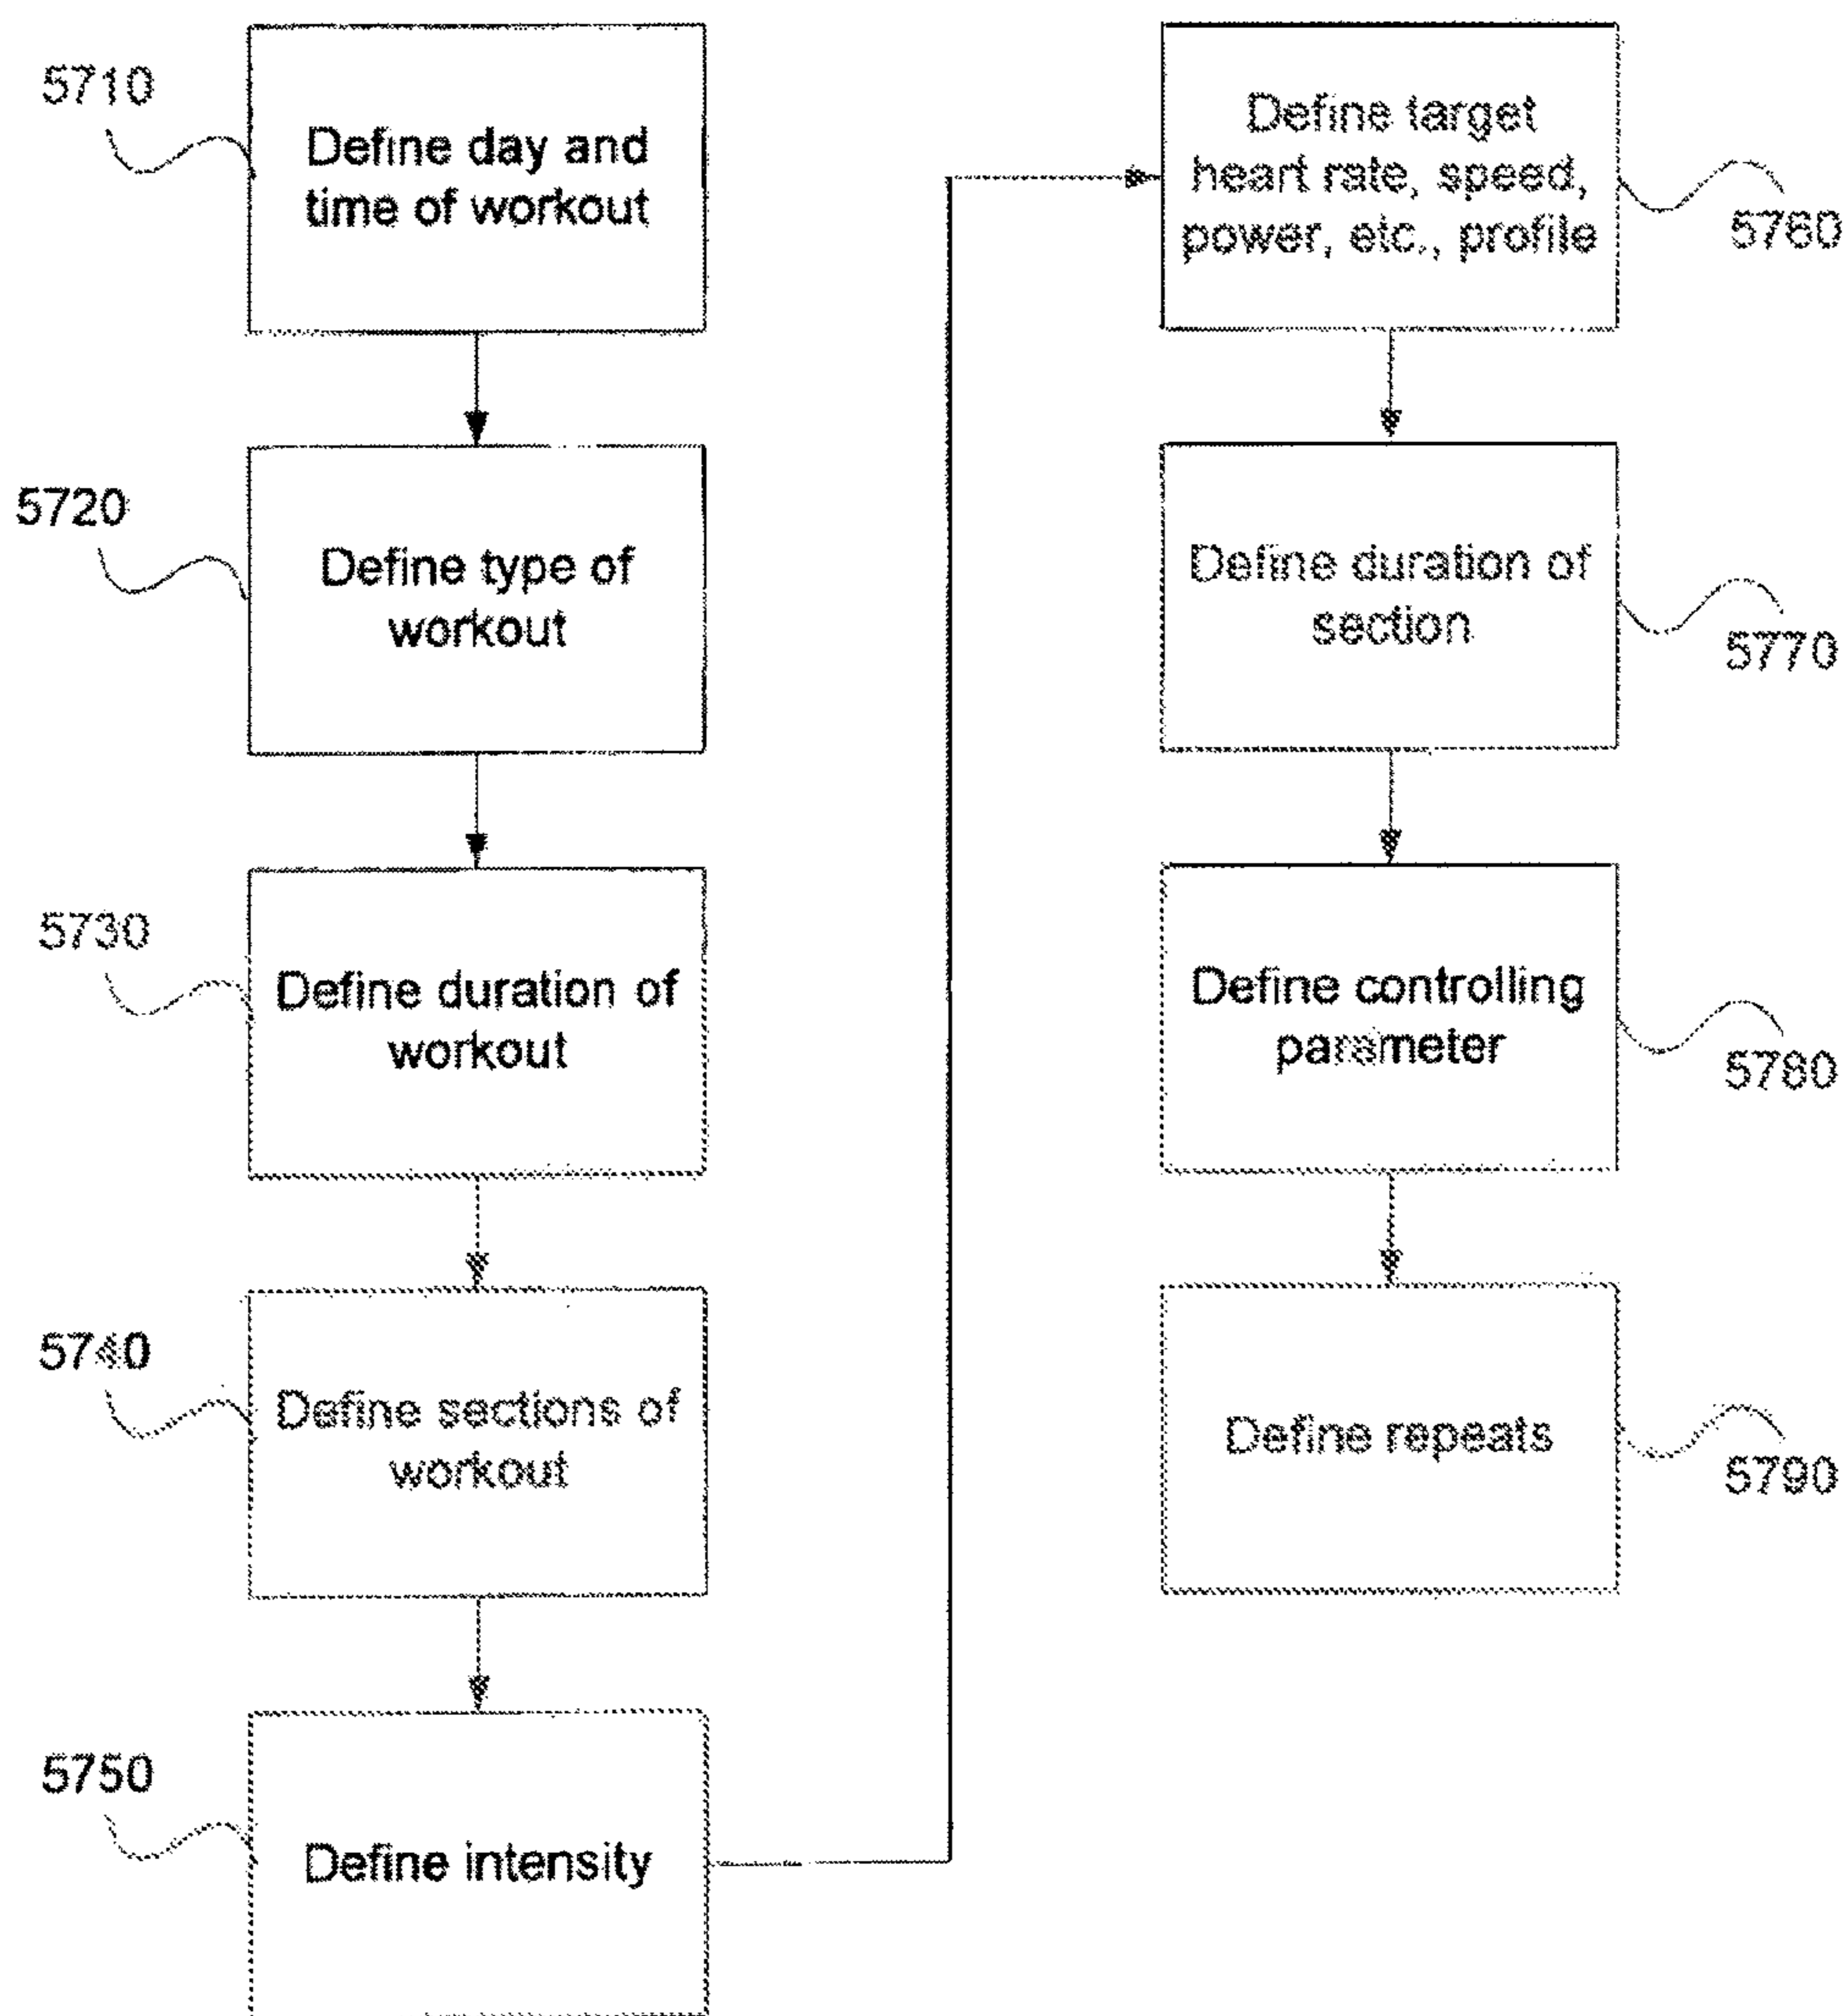 5710
Define day and
time of workout
5720
Define type of
workout
5730
Define duration of
workout
5740
Define sections of
workout
5750
Define intensity
Define target
heart rate, speed,
power, etc., profile
5760
Define duration of
section
5770
Define controlling
parameter
5780
Define repeats
5790